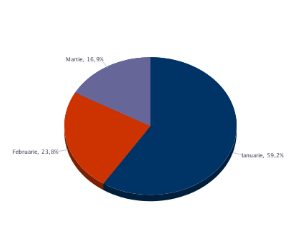 Martie, 16,9%
Februarie, 23,8%
Ianuarie, 59,2%